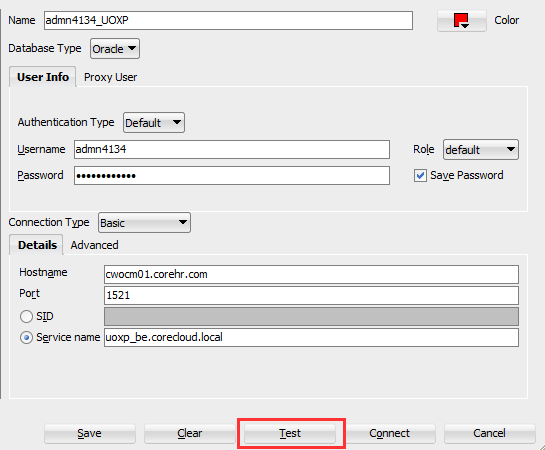 Name admn4134_UOXP Color
Database Type Oracle
User Info Proxy User
Authentication Type Default
Username admn4134 Role default
Password •••••••••••• Save Password
Connection Type Basic
Details Advanced
Hostname cwocm01.corehr.com
Port 1521
SID
Service name uoxp_be.corecloud.local
Save Clear Test Connect Cancel